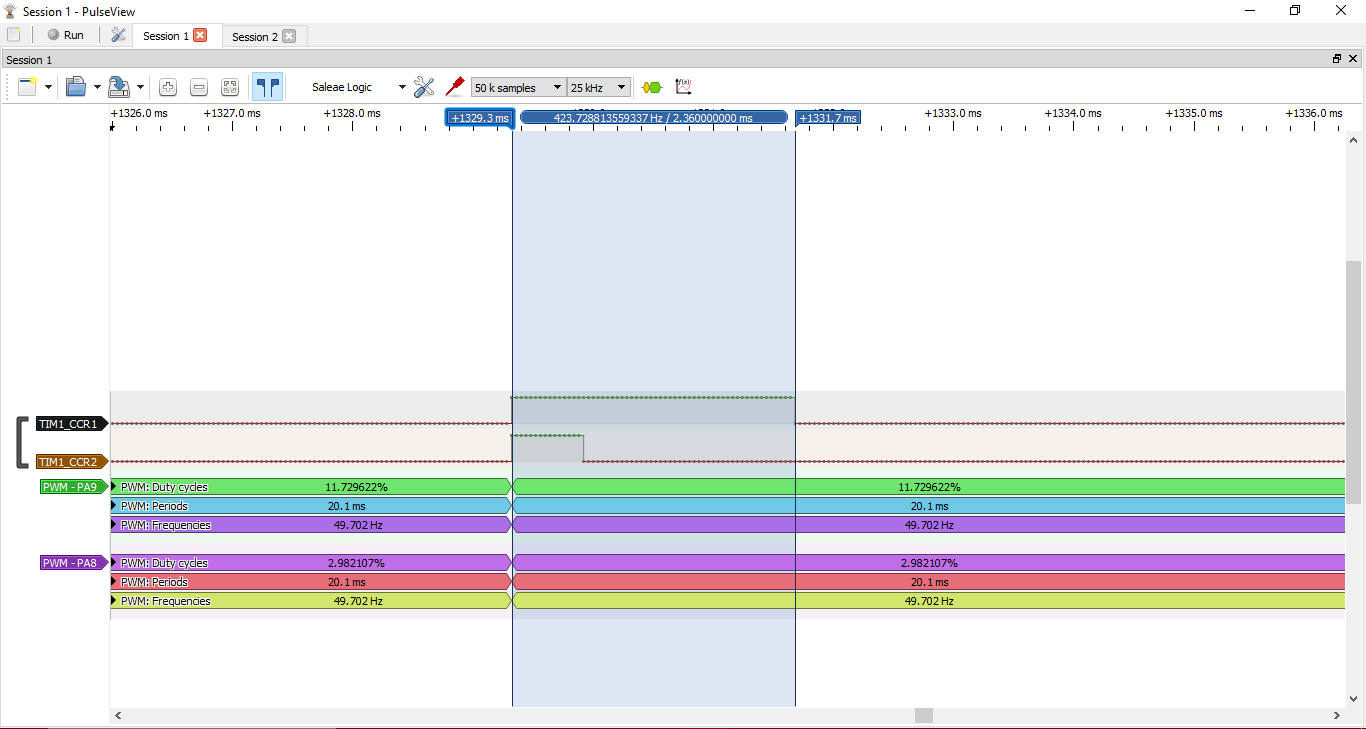 Session 1 - PulseView
Run
Session 1
Session 2
Session 1
Saleae Logic
50 k samples
25 kHz
+1326.0 ms
+1327.0 ms
+1328.0 ms
+1329.3 ms
423.728813559337 Hz / 2.360000000 ms
+1331.7 ms
+1333.0 ms
+1334.0 ms
+1335.0 ms
+1336.0 ms
TIM1_CCR1
TIM1_CCR2
PWM - PA9 PWM: Duty cycles 11.729622% 11.729622%
PWM: Periods 20.1 ms 20.1 ms
PWM: Frequencies 49.702 Hz 49.702 Hz
PWM - PA8 PWM: Duty cycles 2.982107% 2.982107%
PWM: Periods 20.1 ms 20.1 ms
PWM: Frequencies 49.702 Hz 49.702 Hz